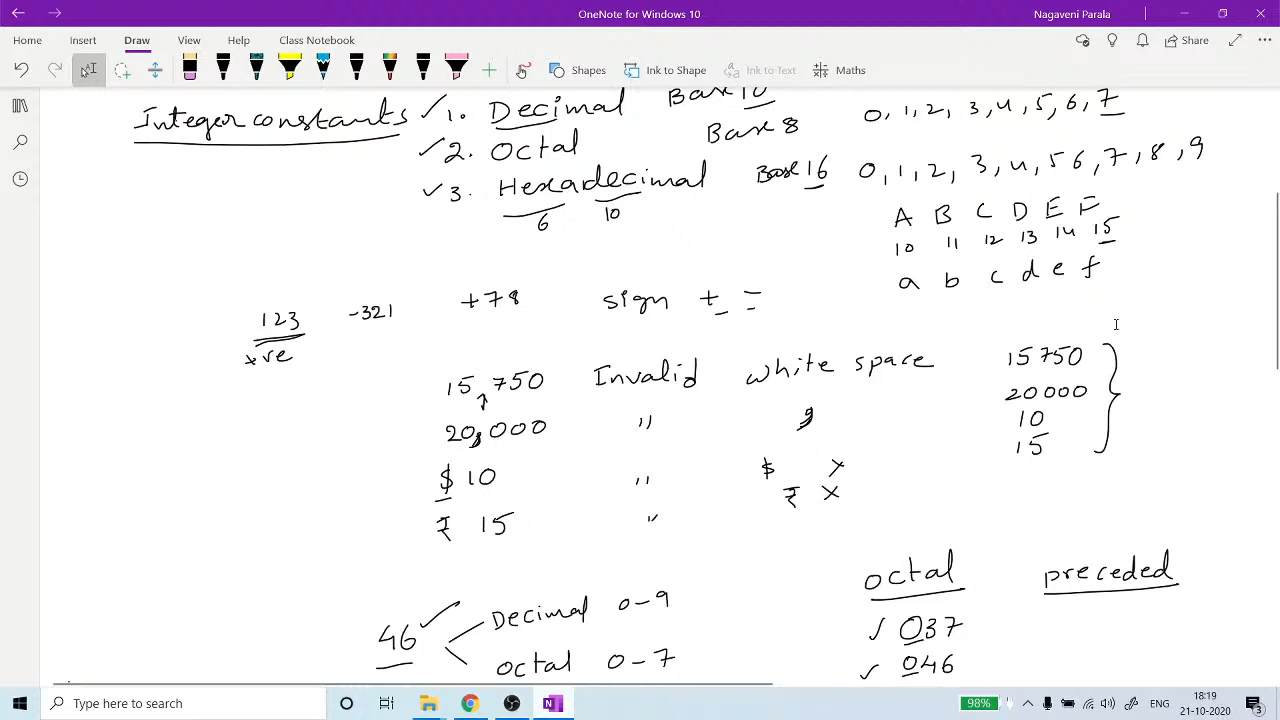 OneNote for Windows 10
Nagaveni Parala
Home Insert Draw View Help Class Notebook
Share
Shapes Ink to Shape Ink to Text Maths
Integer constants 1. Decimal Base 10 0, 1, 2, 3, 4, 5, 6, 7
2. Octal Base 8
3. Hexadecimal Base 16 0, 1, 2, 3, 4, 5 6, 7, 8, 9
6 10
A B C D E F
10 11 12 13 14 15
a b c d e f
123 -321 +78 sign + -
+ve
15,750 Invalid white space 15750
20,000 " , 20000
10
$ 10 " $ x 15
₹ 15 " ₹ x
octal preceded
Decimal 0-9
46 037
octal 0-7 046
Type here to search
98% ENG 18:19
21-10-2020
3